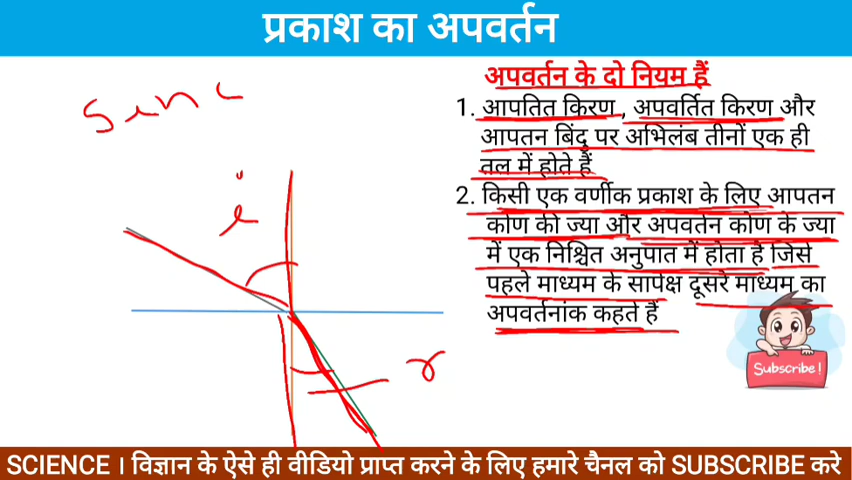 प्रकाश का अपवर्तन
अपवर्तन के दो नियम हैं
1. आपतित किरण , अपवर्तित किरण और
आपतन बिंदु पर अभिलंब तीनों एक ही
तल में होते हैं
2. किसी एक वर्णीक प्रकाश के लिए आपतन
कोण की ज्या और अपवर्तन कोण के ज्या
में एक निश्चित अनुपात में होता है जिसे
पहले माध्यम के सापेक्ष दूसरे माध्यम का
अपवर्तनांक कहते हैं
i
r
Subscribe!
SCIENCE । विज्ञान के ऐसे ही वीडियो प्राप्त करने के लिए हमारे चैनल को SUBSCRIBE करे